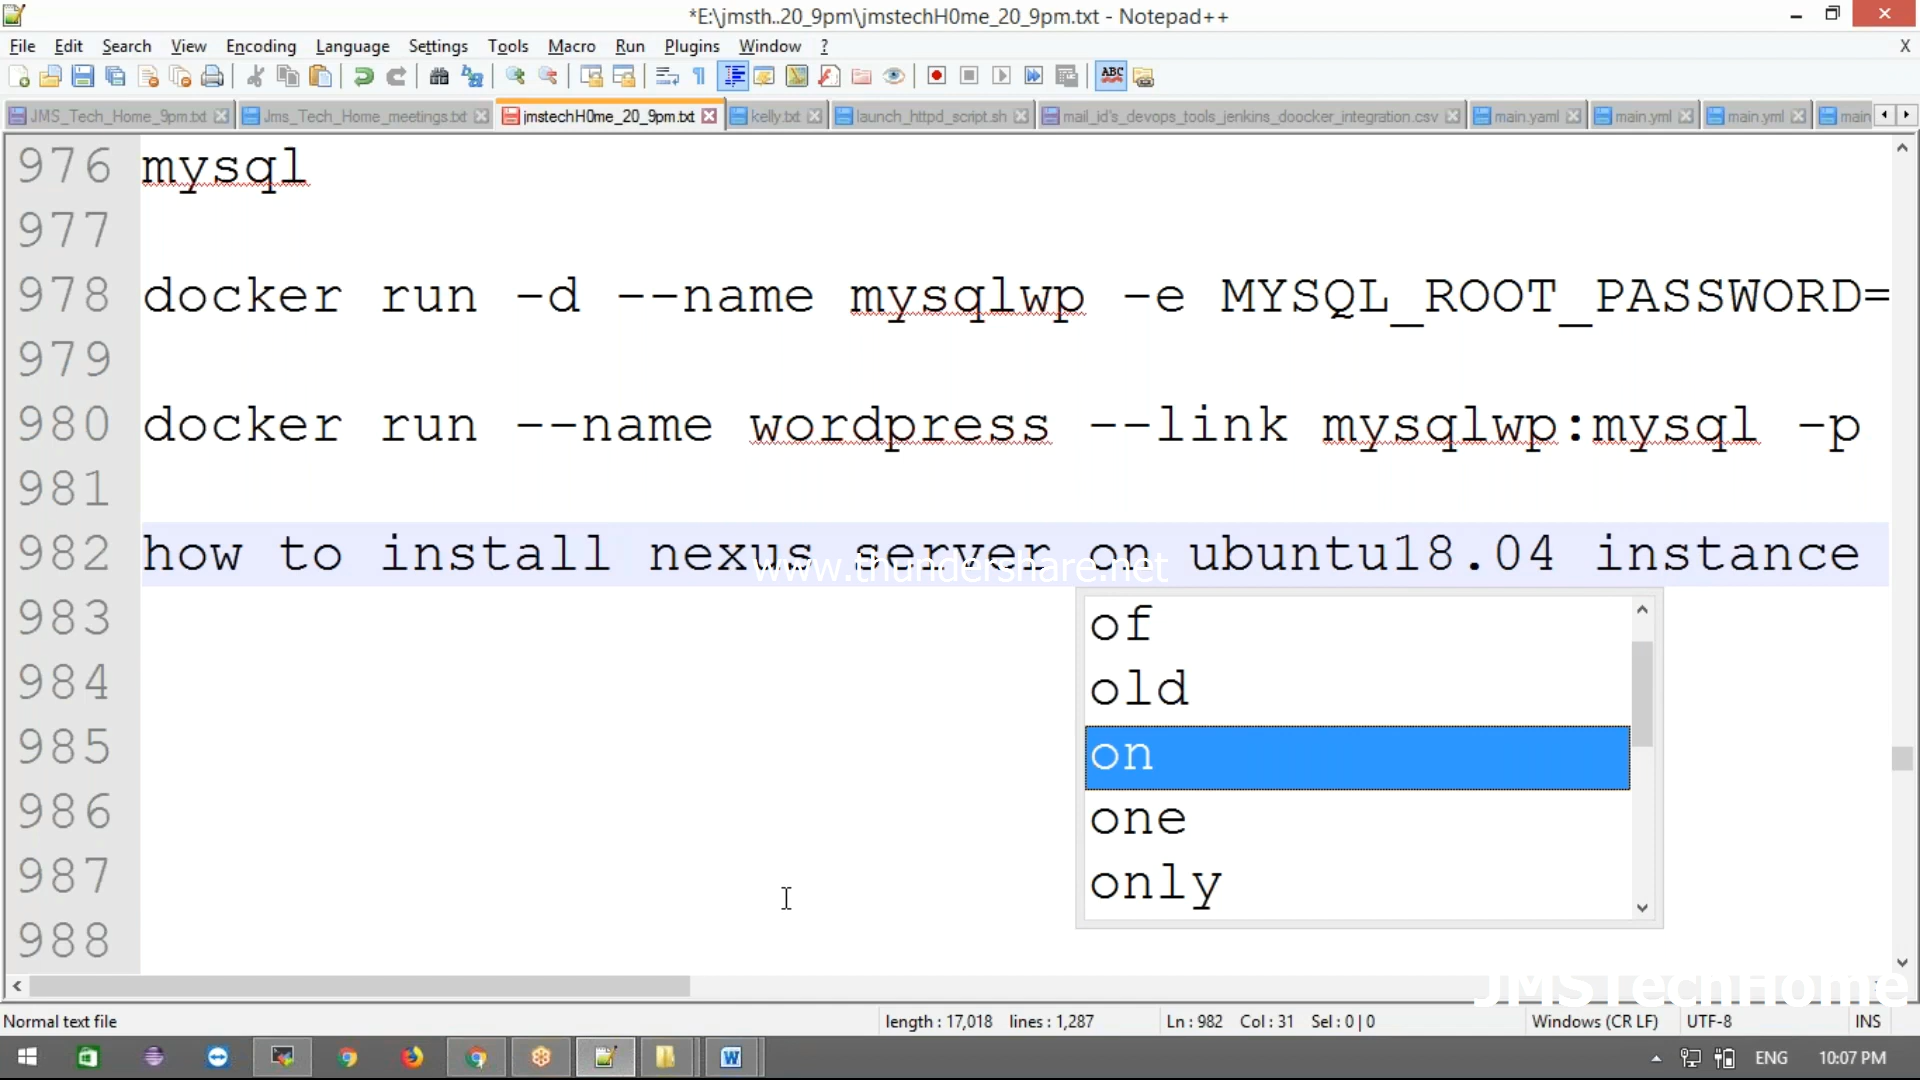 *E:\jmsth..20_9pm\jmstechH0me_20_9pm.txt - Notepad++
File Edit Search View Encoding Language Settings Tools Macro Run Plugins Window ? X
ABC
JMS_Tech_Home_9pm.txt Jms_Tech_Home_meetings.txt jmstechH0me_20_9pm.txt kelly.txt launch_httpd_script.sh mail_id's_devops_tools_jenkins_doocker_integration.csv main.yaml main.yml main.yml main
976 mysql
977
978 docker run -d --name mysqlwp -e MYSQL_ROOT_PASSWORD=
979
980 docker run --name wordpress --link mysqlwp:mysql -p
981
982 how to install nexus server on ubuntu18.04 instance
www.thundershare.net
983
of
984
old
985
on
986
one
987
only
988
JMSTechHome
Normal text file length : 17,018 lines : 1,287 Ln : 982 Col : 31 Sel : 0 | 0 Windows (CR LF) UTF-8 INS
ENG 10:07 PM